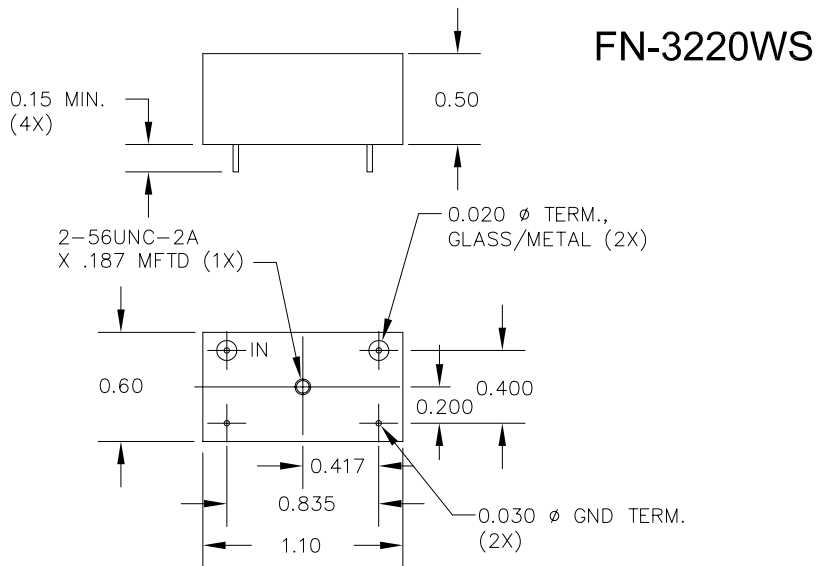 FN-3220WS
0.15 MIN.
(4X)
0.50
2-56UNC-2A
X .187 MFTD (1X)
0.020 ø TERM.,
GLASS/METAL (2X)
IN
0.60
0.400
0.200
0.417
0.835
0.030 ø GND TERM.
(2X)
1.10